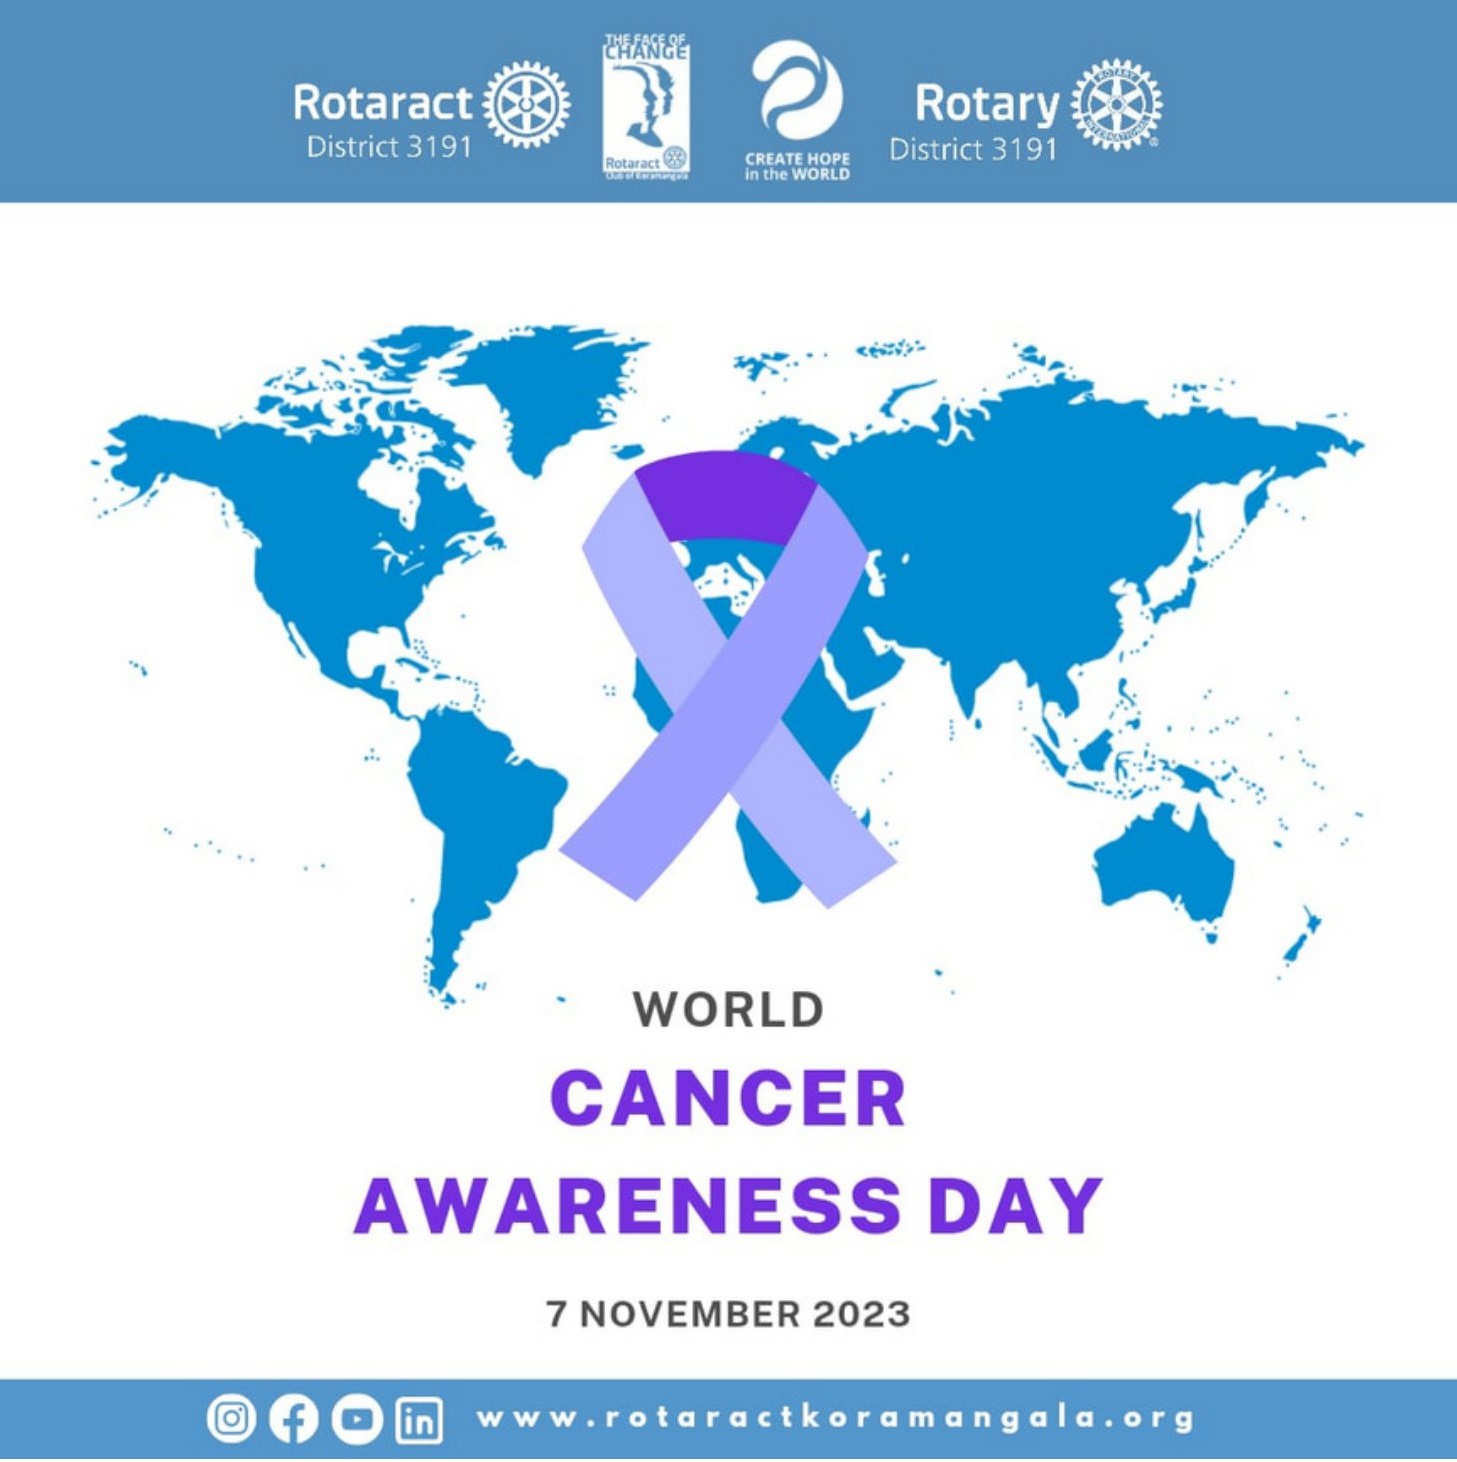 Rotaract
District 3191
THE FACE OF
CHANGE
Rotaract
Club of Koramangala
CREATE HOPE
in the WORLD
Rotary
District 3191
ROTARY
INTERNATIONAL
WORLD
CANCER
AWARENESS DAY
7 NOVEMBER 2023
in
www.rotaractkoramangala.org